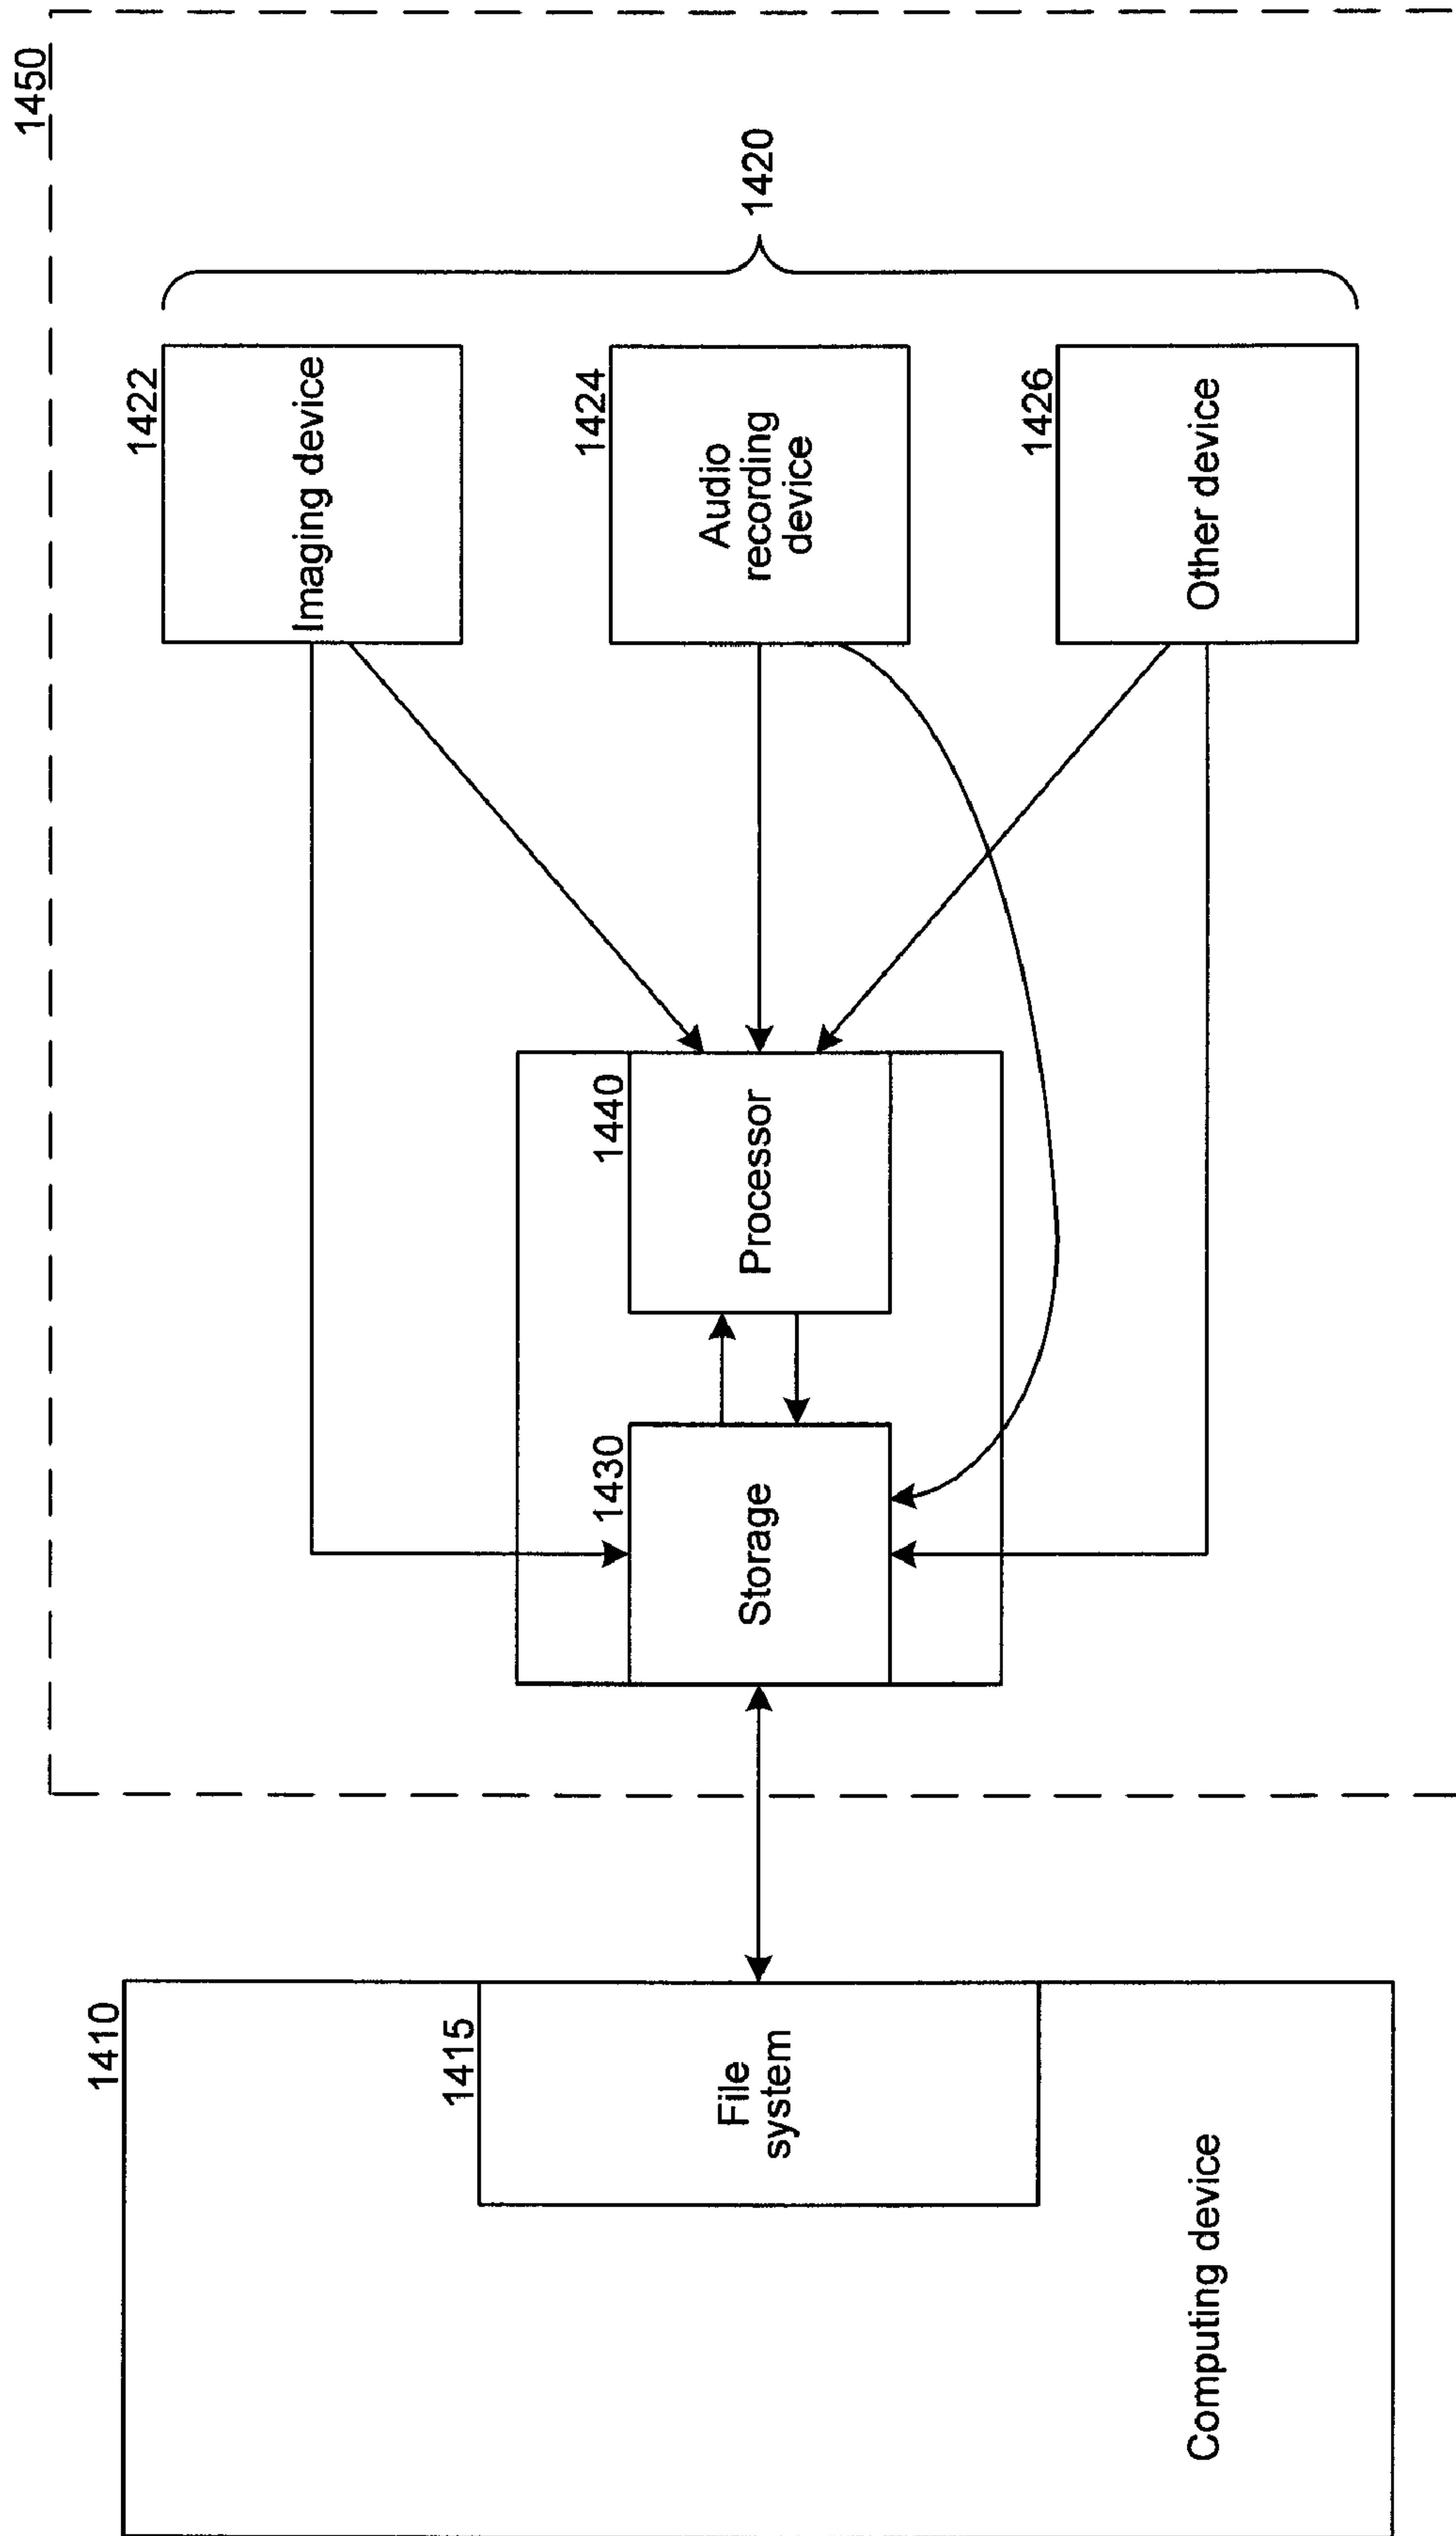 1450
1410
1415
File
system
Computing device
1430
Storage
1440
Processor
1422
Imaging device
1424
Audio
recording
device
1426
Other device
1420